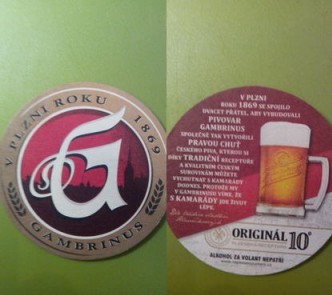 V PLZNI ROKU 1869
G
GAMBRINUS
V PLZNI
ROKU 1869 SE SPOJILO
DVACET PŘÁTEL, ABY VYBUDOVALI
PIVOVAR
GAMBRINUS
SPOLEČNĚ TAK VYTVOŘILI
PRAVOU CHUŤ
ČESKÉHO PIVA, KTEROU SI
DÍKY TRADIČNÍ RECEPTUŘE
A KVALITNÍM ČESKÝM
SUROVINÁM MŮŽETE
VYCHUTNAT S KAMARÁDY
DODNES. PROTOŽE MY
V GAMBRINUSU VÍME, ŽE
S KAMARÁDY JDE ŽIVOT
LÉPE.
ORIGINÁL 10°
ALKOHOL ZA VOLANT NEPATŘÍ